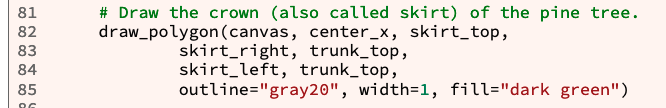 81 # Draw the crown (also called skirt) of the pine tree.
82 draw_polygon(canvas, center_x, skirt_top,
83 skirt_right, trunk_top,
84 skirt_left, trunk_top,
85 outline="gray20", width=1, fill="dark green")